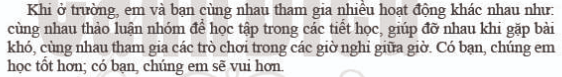 Khi ở trường, em và bạn cùng nhau tham gia nhiều hoạt động khác nhau như:
cùng nhau thảo luận nhóm để học tập trong các tiết học, giúp đỡ nhau khi gặp bài
khó, cùng nhau tham gia các trò chơi trong các giờ nghỉ giữa giờ. Có bạn, chúng em
học tốt hơn; có bạn, chúng em sẽ vui hơn.